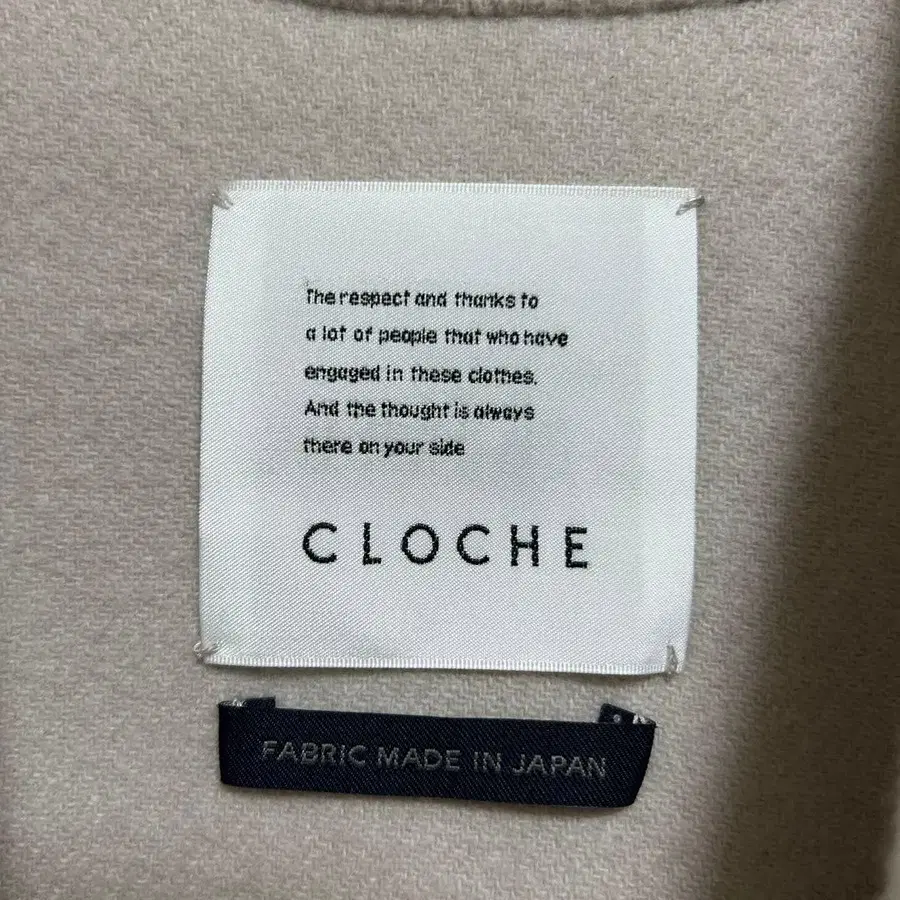 The respect and thanks to
a lot of people that who have
engaged in these clothes.
And the thought is always
there on your side
CLOCHE
FABRIC MADE IN JAPAN